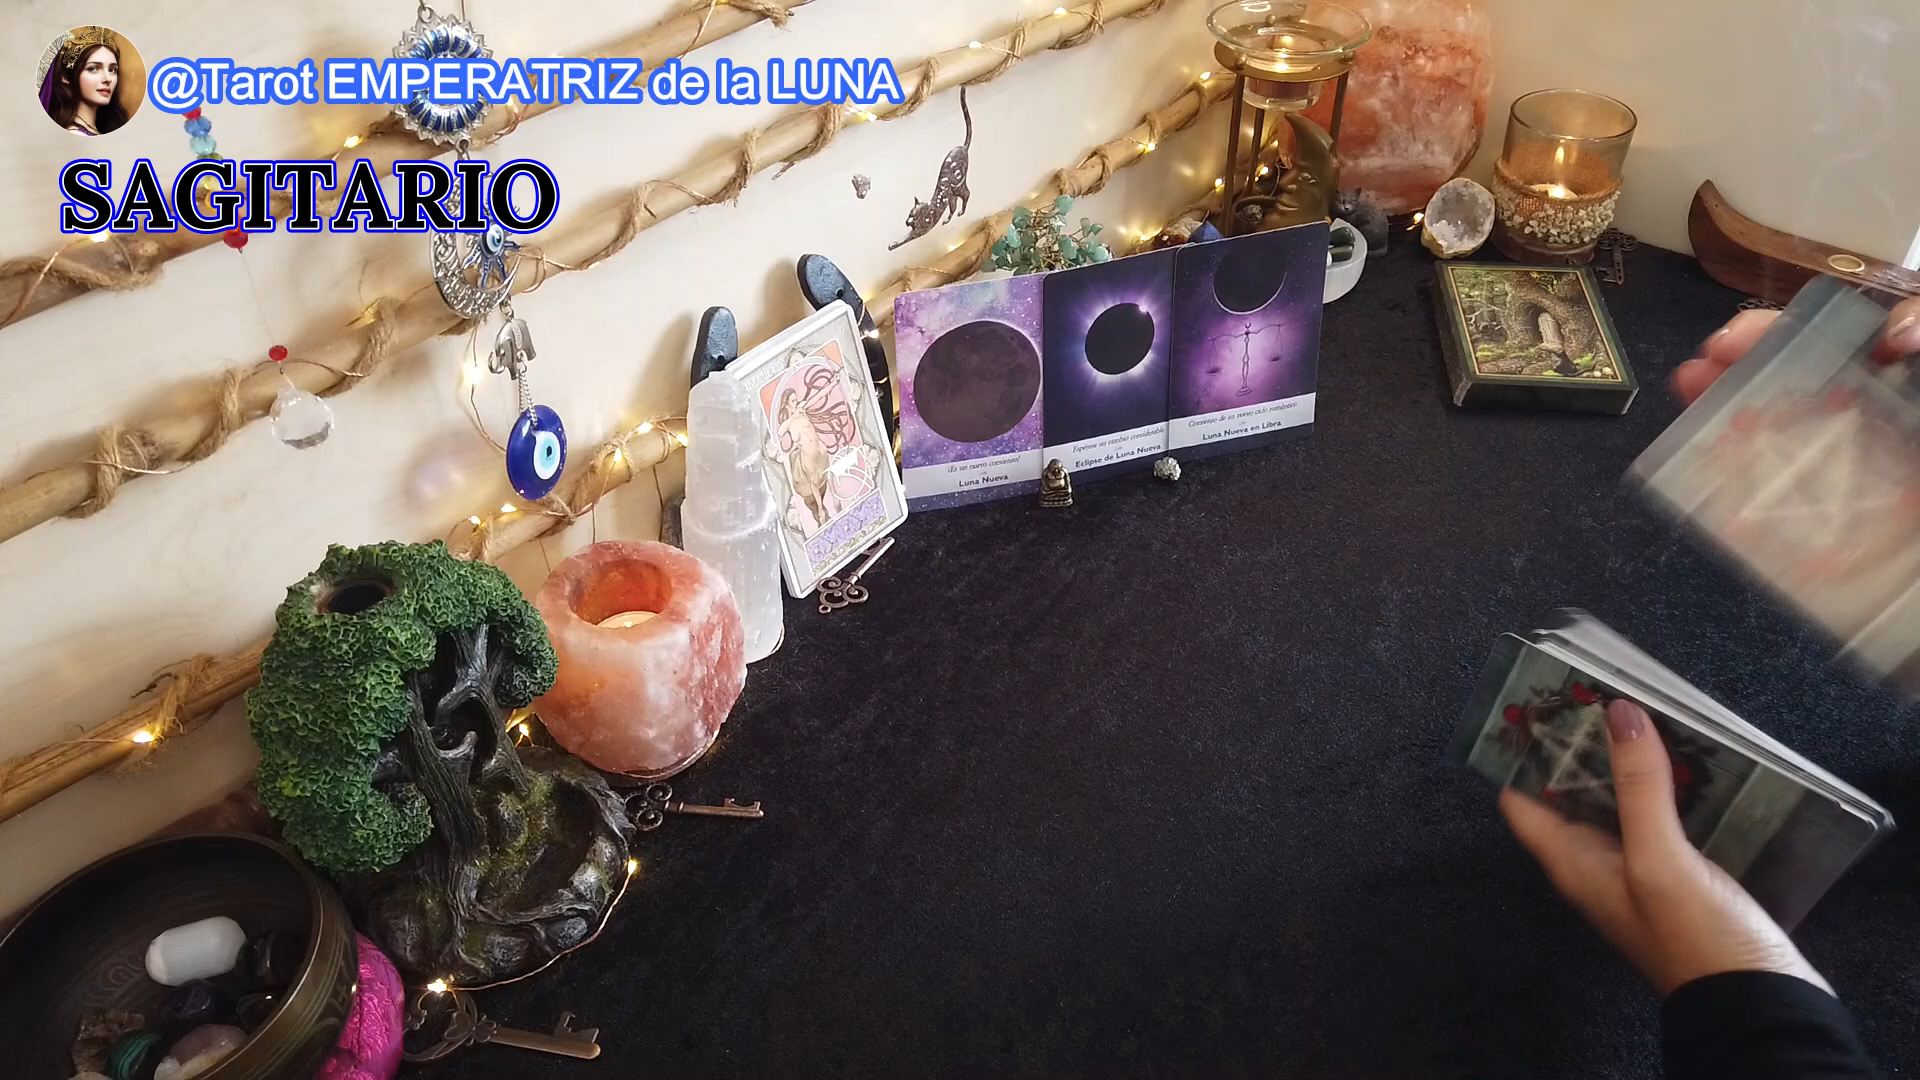 @Tarot EMPERATRIZ de la LUNA
SAGITARIO
¡Es un nuevo comienzo!
Luna Nueva
Espérese un cambio considerable
Eclipse de Luna Nueva
Comienzo de un nuevo ciclo romántico
Luna Nueva en Libra